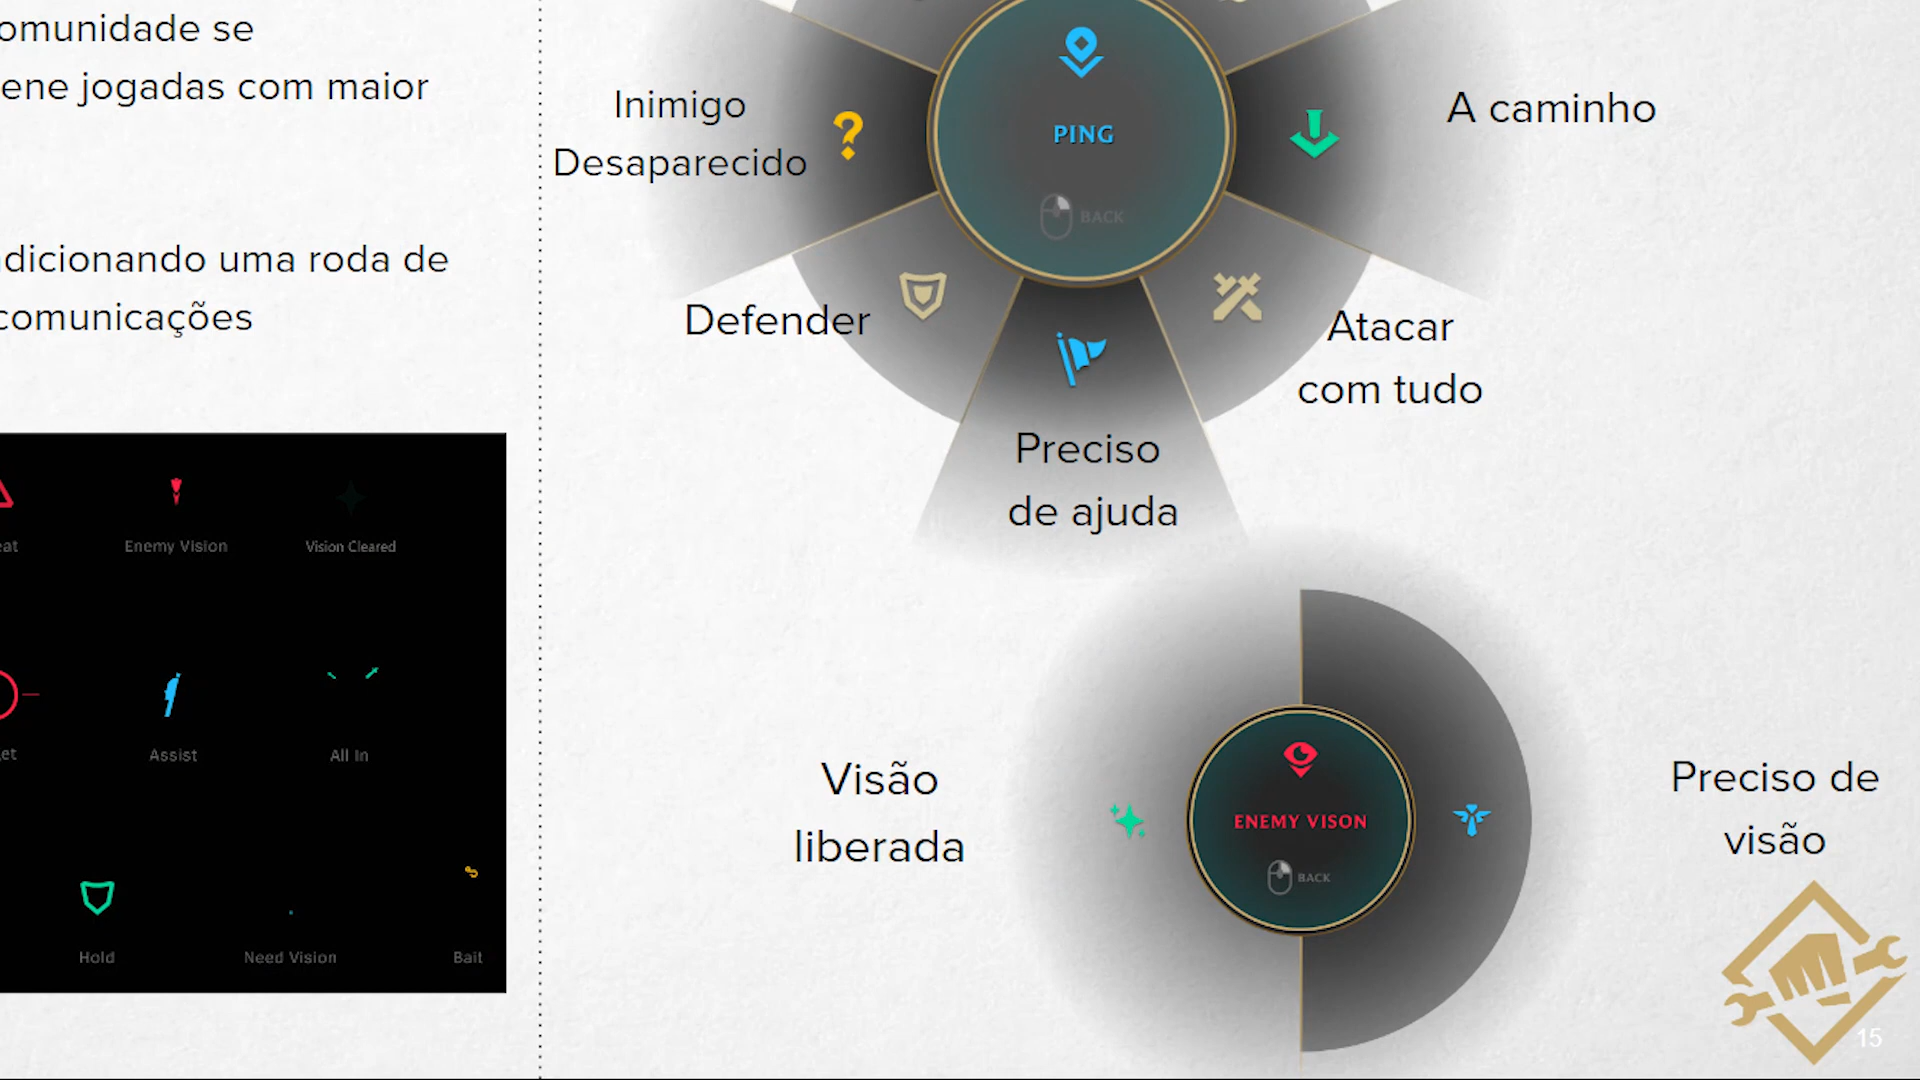 omunidade se
ene jogadas com maior
dicionando uma roda de
comunicações
eat
Enemy Vision
Vision Cleared
et
Assist
All In
Hold
Need Vision
Bait
Inimigo
Desaparecido
PING
BACK
A caminho
Defender
Atacar
com tudo
Preciso
de ajuda
Visão
liberada
ENEMY VISON
BACK
Preciso de
visão
15